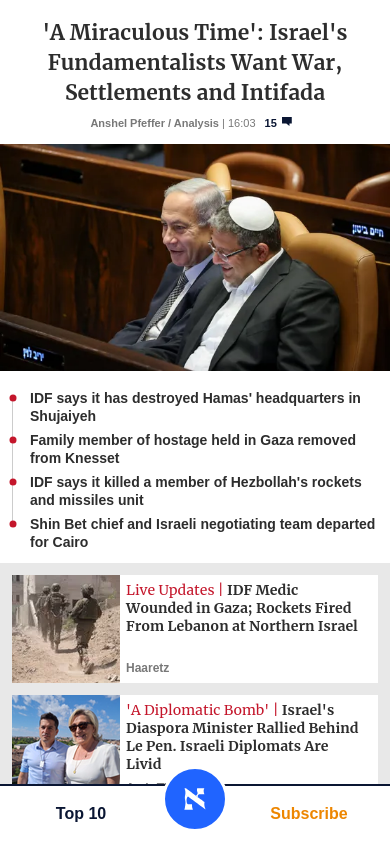 'A Miraculous Time': Israel's
Fundamentalists Want War,
Settlements and Intifada
Anshel Pfeffer / Analysis | 16:03 15
חיים ביטון
יריב לוין
IDF says it has destroyed Hamas' headquarters in
Shujaiyeh
Family member of hostage held in Gaza removed
from Knesset
IDF says it killed a member of Hezbollah's rockets
and missiles unit
Shin Bet chief and Israeli negotiating team departed
for Cairo
Live Updates | IDF Medic
Wounded in Gaza; Rockets Fired
From Lebanon at Northern Israel
Haaretz
'A Diplomatic Bomb' | Israel's
Diaspora Minister Rallied Behind
Le Pen. Israeli Diplomats Are
Livid
Top 10
Subscribe